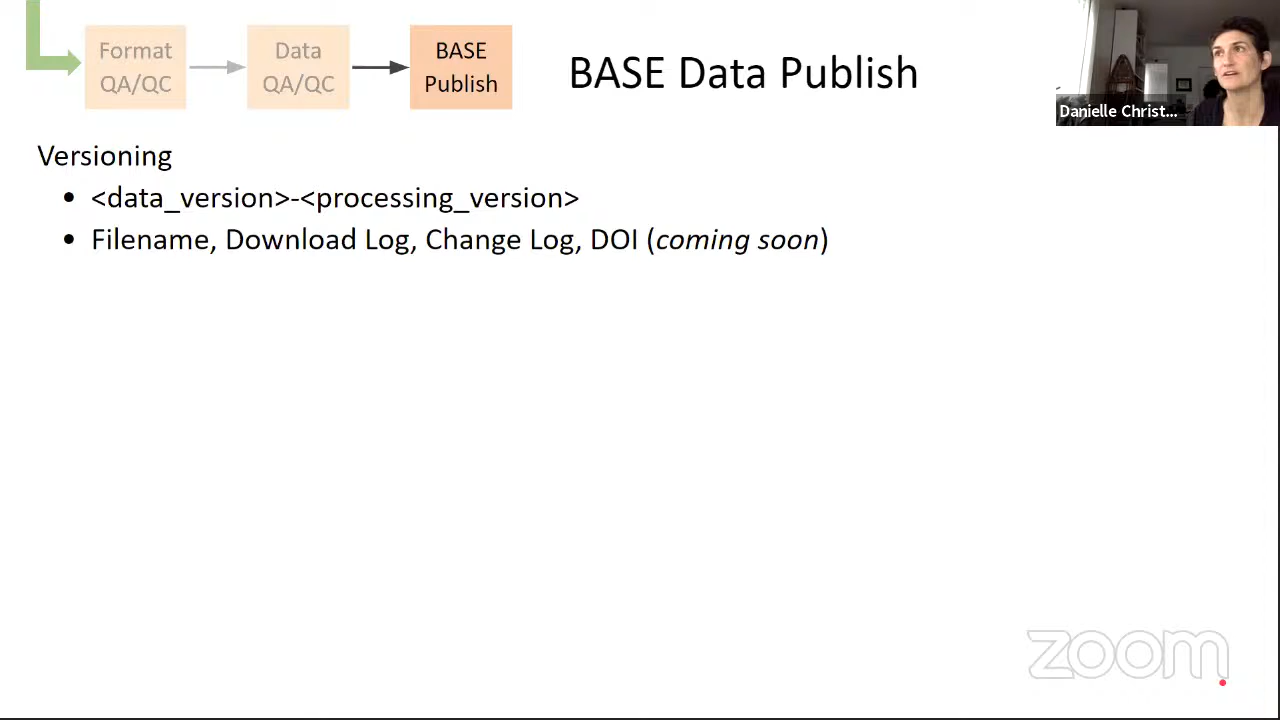 Format
QA/QC
Data
QA/QC
BASE
Publish
BASE Data Publish
Danielle Christ...
Versioning
• <data_version>-<processing_version>
• Filename, Download Log, Change Log, DOI (coming soon)
zoom